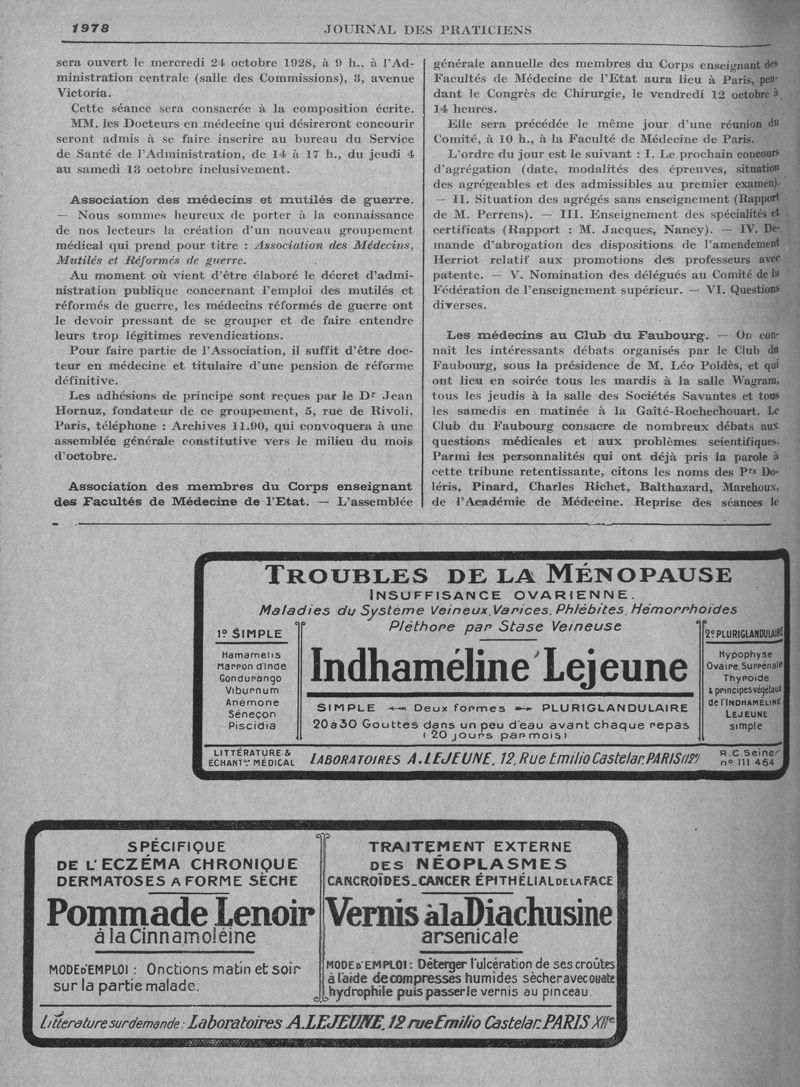 1978
JOURNAL DES PRATICIENS
sera ouvert le mercredi 24 octobre 1928, à 9 h., à l'Ad-
ministration centrale (salle des Commissions), 3, avenue
Victoria.
Cette séance sera consacrée à la composition écrite.
MM. les Docteurs en médecine qui désireront concourir
seront admis à se faire inscrire au bureau du Service
de Santé de l'Administration, de 14 à 17 h., du jeudi 4
au samedi 13 octobre inclusivement.
Association des médecins et mutilés de guerre.
— Nous sommes heureux de porter à la connaissance
de nos lecteurs la création d'un nouveau groupement
médical qui prend pour titre : Association des Médecins,
Mutilés et Réformés de guerre.
Au moment où vient d'être élaboré le décret d'admi-
nistration publique concernant l'emploi des mutilés et
réformés de guerre, les médecins réformés de guerre ont
le devoir pressant de se grouper et de faire entendre
leurs trop légitimes revendications.
Pour faire partie de l'Association, il suffit d'être doc-
teur en médecine et titulaire d'une pension de réforme
définitive.
Les adhésions de principe sont reçues par le Dr Jean
Hornuz, fondateur de ce groupement, 5, rue de Rivoli,
Paris, téléphone : Archives 11.90, qui convoquera à une
assemblée générale constitutive vers le milieu du mois
d'octobre.
Association des membres du Corps enseignant
des Facultés de Médecine de l'Etat. — L'assemblée
générale annuelle des membres du Corps enseignant des
Facultés de Médecine de l'Etat aura lieu à Paris, pen-
dant le Congrès de Chirurgie, le vendredi 12 octobre à
14 heures.
Elle sera précédée le même jour d'une réunion du
Comité, à 10 h., à la Faculté de Médecine de Paris.
L'ordre du jour est le suivant : I. Le prochain concours
d'agrégation (date, modalités des épreuves, situation
des agrégeables et des admissibles au premier examen).
— II. Situation des agrégés sans enseignement (Rapport
de M. Perrens). — III. Enseignement des spécialités et
certificats (Rapport : M. Jacques, Nancy). — IV. De-
mande d'abrogation des dispositions de l'amendement
Herriot relatif aux promotions des professeurs avec
patente. — V. Nomination des délégués au Comité de la
Fédération de l'enseignement supérieur. — VI. Questions
diverses.
Les médecins au Club du Faubourg. — On con-
naît les intéressants débats organisés par le Club du
Faubourg, sous la présidence de M. Léo Poldès, et qui
ont lieu en soirée tous les mardis à la salle Wagram,
tous les jeudis à la salle des Sociétés Savantes et tous
les samedis en matinée à la Gaîté-Rochechouart. Le
Club du Faubourg consacre de nombreux débats aux
questions médicales et aux problèmes scientifiques.
Parmi les personnalités qui ont déjà pris la parole à
cette tribune retentissante, citons les noms des Prs Do-
léris, Pinard, Charles Richet, Balthazard, Marchoux,
de l'Académie de Médecine. Reprise des séances le
TROUBLES DE LA MÉNOPAUSE
INSUFFISANCE OVARIENNE.
Maladies du Système Veineux, Varices, Phlébites, Hémorrhoïdes
Pléthore par Stase Veineuse
1º SIMPLE
Hamamelis
Marron d'Inde
Gondurango
Viburnum
Anémone
Séneçon
Piscidia
Indhaméline Lejeune
SIMPLE Deux formes PLURIGLANDULAIRE
20 à 30 Gouttes dans un peu d'eau avant chaque repas
(20 jours par mois)
2º PLURIGLANDULAIRE
Hypophyse
Ovaire, Surrénale
Thyroïde
& principes végétaux
de l'INDHAMÉLINE
LEJEUNE
simple
LITTÉRATURE &
ÉCHANTons MÉDICAL
LABORATOIRES A. LEJEUNE, 12, Rue Emilio Castelar, PARIS (12e)
R.C. Seine
nº 111 464
SPÉCIFIQUE
DE L'ECZÉMA CHRONIQUE
DERMATOSES A FORME SÈCHE
Pommade Lenoir
à la Cinnamoléine
MODE D'EMPLOI : Onctions matin et soir
sur la partie malade.
TRAITEMENT EXTERNE
DES NÉOPLASMES
CANCROÏDES_CANCER ÉPITHÉLIAL DE LA FACE
Vernis à la Diachusine
arsenicale
MODE D'EMPLOI : Déterger l'ulcération de ses croûtes
à l'aide de compresses humides sécher avec ouate
hydrophile puis passer le vernis au pinceau.
Littérature sur demande : Laboratoires A. LEJEUNE, 12 rue Emilio Castelar. PARIS XIIe